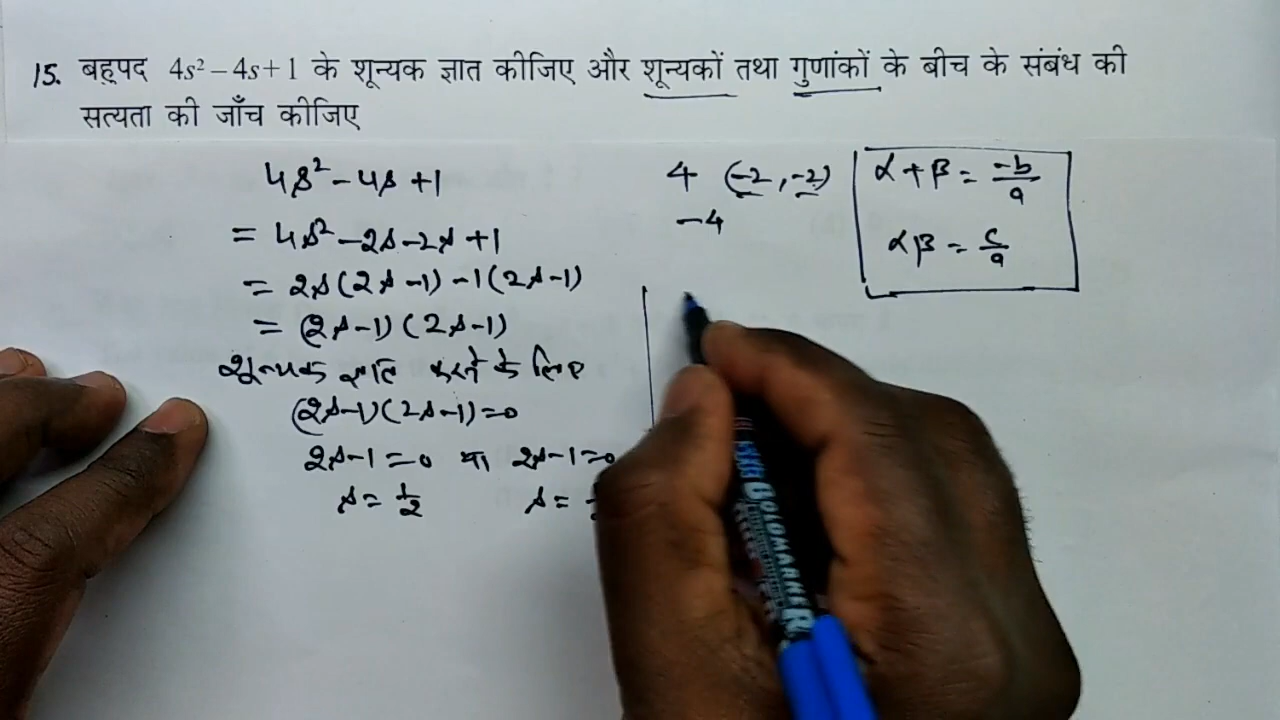 15. बहुपद 4s² – 4s + 1 के शून्यक ज्ञात कीजिए और शून्यकों तथा गुणांकों के बीच के संबंध की
सत्यता की जाँच कीजिए
4s² - 4s + 1
= 4s² - 2s - 2s + 1
= 2s(2s - 1) - 1(2s - 1)
= (2s - 1)(2s - 1)
शून्यक ज्ञात करने के लिए
(2s - 1)(2s - 1) = 0
2s - 1 = 0 या 2s - 1 = 0
s = 1/2 s =
4 (-2, -2)
-4
α + β = -b/a
αβ = c/a
GOLDMARKER